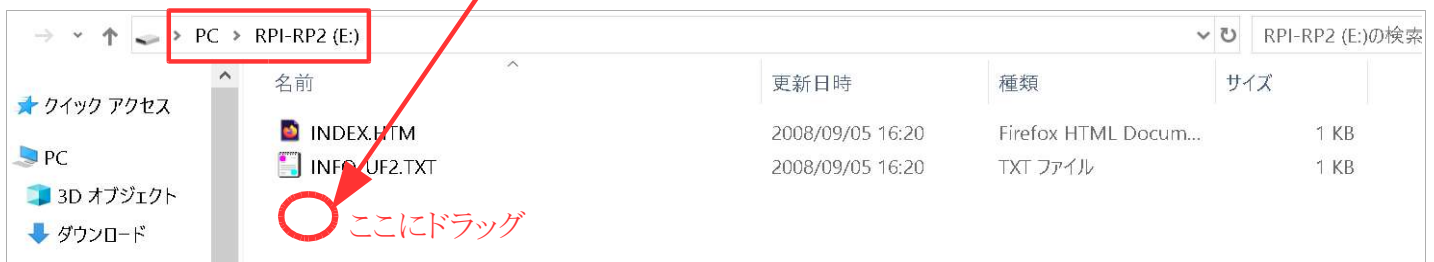 PC > RPI-RP2 (E:)
RPI-RP2 (E:)の検索
名前 更新日時 種類 サイズ
クイック アクセス
INDEX.HTM 2008/09/05 16:20 Firefox HTML Docum... 1 KB
PC
INFO_UF2.TXT 2008/09/05 16:20 TXT ファイル 1 KB
3D オブジェクト
ここにドラッグ
ダウンロード